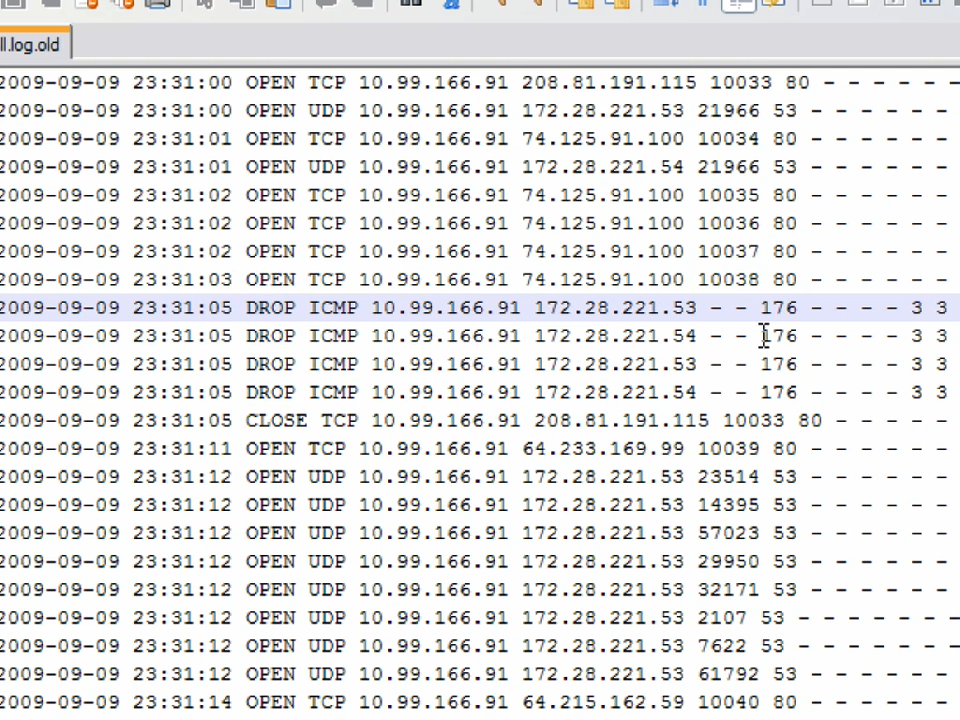 ll.log.old
2009-09-09 23:31:00 OPEN TCP 10.99.166.91 208.81.191.115 10033 80 - - - - - -
2009-09-09 23:31:00 OPEN UDP 10.99.166.91 172.28.221.53 21966 53 - - - - - -
2009-09-09 23:31:01 OPEN TCP 10.99.166.91 74.125.91.100 10034 80 - - - - - -
2009-09-09 23:31:01 OPEN UDP 10.99.166.91 172.28.221.54 21966 53 - - - - - -
2009-09-09 23:31:02 OPEN TCP 10.99.166.91 74.125.91.100 10035 80 - - - - - -
2009-09-09 23:31:02 OPEN TCP 10.99.166.91 74.125.91.100 10036 80 - - - - - -
2009-09-09 23:31:02 OPEN TCP 10.99.166.91 74.125.91.100 10037 80 - - - - - -
2009-09-09 23:31:03 OPEN TCP 10.99.166.91 74.125.91.100 10038 80 - - - - - -
2009-09-09 23:31:05 DROP ICMP 10.99.166.91 172.28.221.53 - - 176 - - - - 3 3
2009-09-09 23:31:05 DROP ICMP 10.99.166.91 172.28.221.54 - - 176 - - - - 3 3
2009-09-09 23:31:05 DROP ICMP 10.99.166.91 172.28.221.53 - - 176 - - - - 3 3
2009-09-09 23:31:05 DROP ICMP 10.99.166.91 172.28.221.54 - - 176 - - - - 3 3
2009-09-09 23:31:05 CLOSE TCP 10.99.166.91 208.81.191.115 10033 80 - - - - -
2009-09-09 23:31:11 OPEN TCP 10.99.166.91 64.233.169.99 10039 80 - - - - - -
2009-09-09 23:31:12 OPEN UDP 10.99.166.91 172.28.221.53 23514 53 - - - - - -
2009-09-09 23:31:12 OPEN UDP 10.99.166.91 172.28.221.53 14395 53 - - - - - -
2009-09-09 23:31:12 OPEN UDP 10.99.166.91 172.28.221.53 57023 53 - - - - - -
2009-09-09 23:31:12 OPEN UDP 10.99.166.91 172.28.221.53 29950 53 - - - - - -
2009-09-09 23:31:12 OPEN UDP 10.99.166.91 172.28.221.53 32171 53 - - - - - -
2009-09-09 23:31:12 OPEN UDP 10.99.166.91 172.28.221.53 2107 53 - - - - - - -
2009-09-09 23:31:12 OPEN UDP 10.99.166.91 172.28.221.53 7622 53 - - - - - - -
2009-09-09 23:31:12 OPEN UDP 10.99.166.91 172.28.221.53 61792 53 - - - - - -
2009-09-09 23:31:14 OPEN TCP 10.99.166.91 64.215.162.59 10040 80 - - - - - -